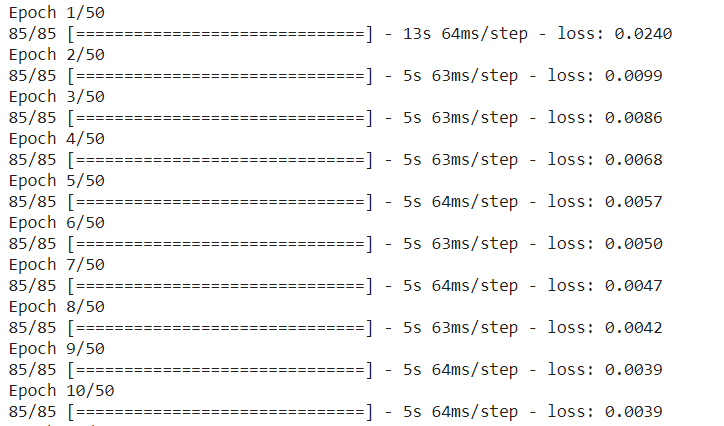 Epoch 1/50
85/85 [==============================] - 13s 64ms/step - loss: 0.0240
Epoch 2/50
85/85 [==============================] - 5s 63ms/step - loss: 0.0099
Epoch 3/50
85/85 [==============================] - 5s 63ms/step - loss: 0.0086
Epoch 4/50
85/85 [==============================] - 5s 63ms/step - loss: 0.0068
Epoch 5/50
85/85 [==============================] - 5s 64ms/step - loss: 0.0057
Epoch 6/50
85/85 [==============================] - 5s 63ms/step - loss: 0.0050
Epoch 7/50
85/85 [==============================] - 5s 64ms/step - loss: 0.0047
Epoch 8/50
85/85 [==============================] - 5s 63ms/step - loss: 0.0042
Epoch 9/50
85/85 [==============================] - 5s 64ms/step - loss: 0.0039
Epoch 10/50
85/85 [==============================] - 5s 64ms/step - loss: 0.0039